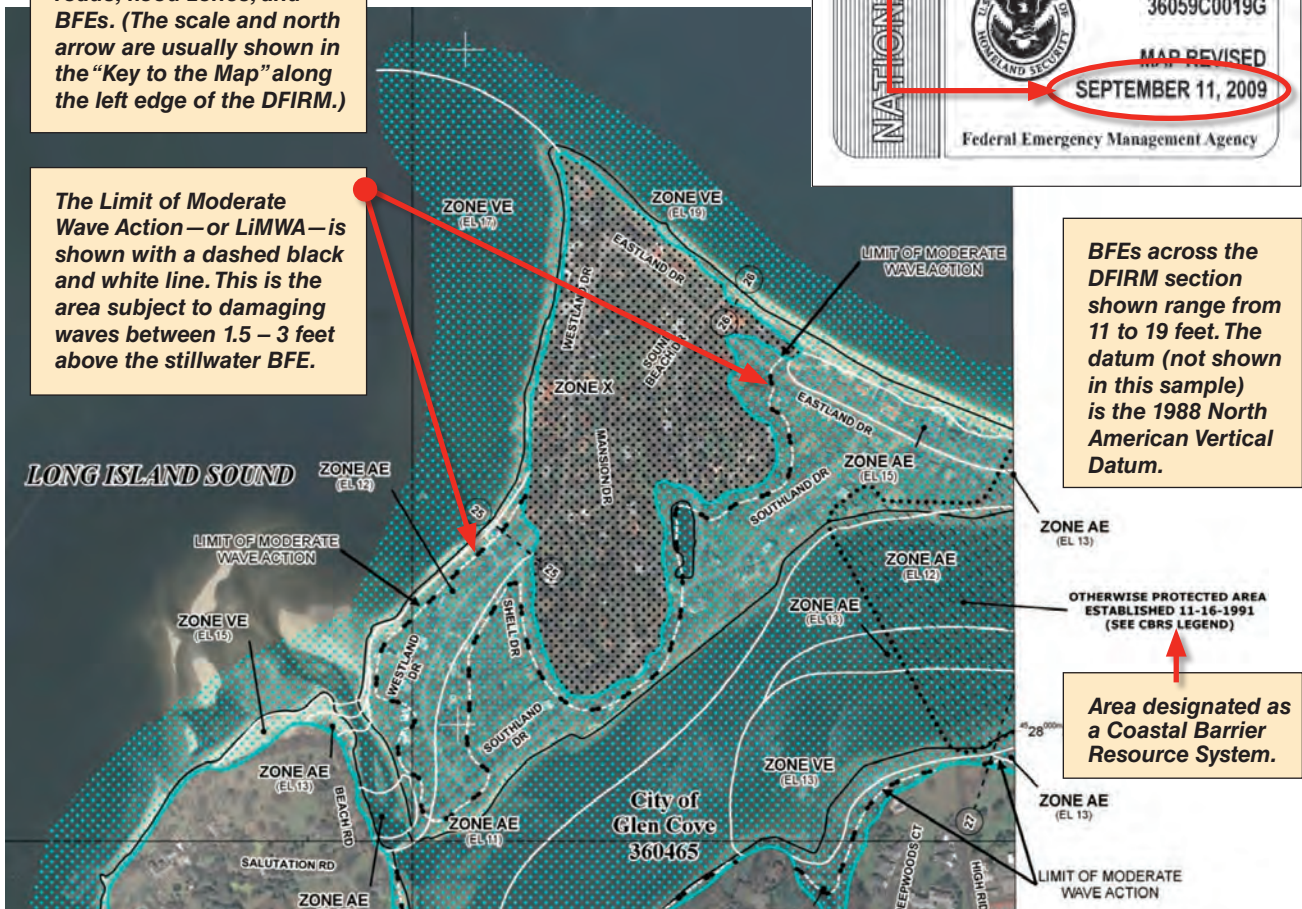 BFEs. (The scale and north
arrow are usually shown in
the “Key to the Map” along
the left edge of the DFIRM.)
The Limit of Moderate
Wave Action—or LiMWA—is
shown with a dashed black
and white line. This is the
area subject to damaging
waves between 1.5 – 3 feet
above the stillwater BFE.
NATION
HOMELAND SECURITY
36059C0019G
MAP REVISED
SEPTEMBER 11, 2009
Federal Emergency Management Agency
BFEs across the
DFIRM section
shown range from
11 to 19 feet. The
datum (not shown
in this sample)
is the 1988 North
American Vertical
Datum.
ZONE VE
(EL 17)
ZONE VE
(EL 19)
EASTLAND DR
26
LIMIT OF MODERATE
WAVE ACTION
WESTLAND DR
26
ZONE X
EASTLAND DR
MANSION DR
LONG ISLAND SOUND
ZONE AE
(EL 12)
ZONE AE
(EL 15)
SOUTHLAND DR
25
ZONE AE
(EL 13)
LIMIT OF MODERATE
WAVE ACTION
25
ZONE AE
(EL 12)
OTHERWISE PROTECTED AREA
ESTABLISHED 11-16-1991
(SEE CBRS LEGEND)
ZONE AE
(EL 13)
SHELL DR
ZONE VE
(EL 15)
WESTLAND
DR
SOUTHLAND
DR
Area designated as
a Coastal Barrier
Resource System.
4528000m
ZONE AE
(EL 13)
BEACH RD
ZONE VE
(EL 13)
City of
Glen Cove
360465
ZONE AE
(EL 11)
ZONE AE
(EL 13)
27
SALUTATION RD
HIGH
LIMIT OF MODERATE
WAVE ACTION
ZONE AE